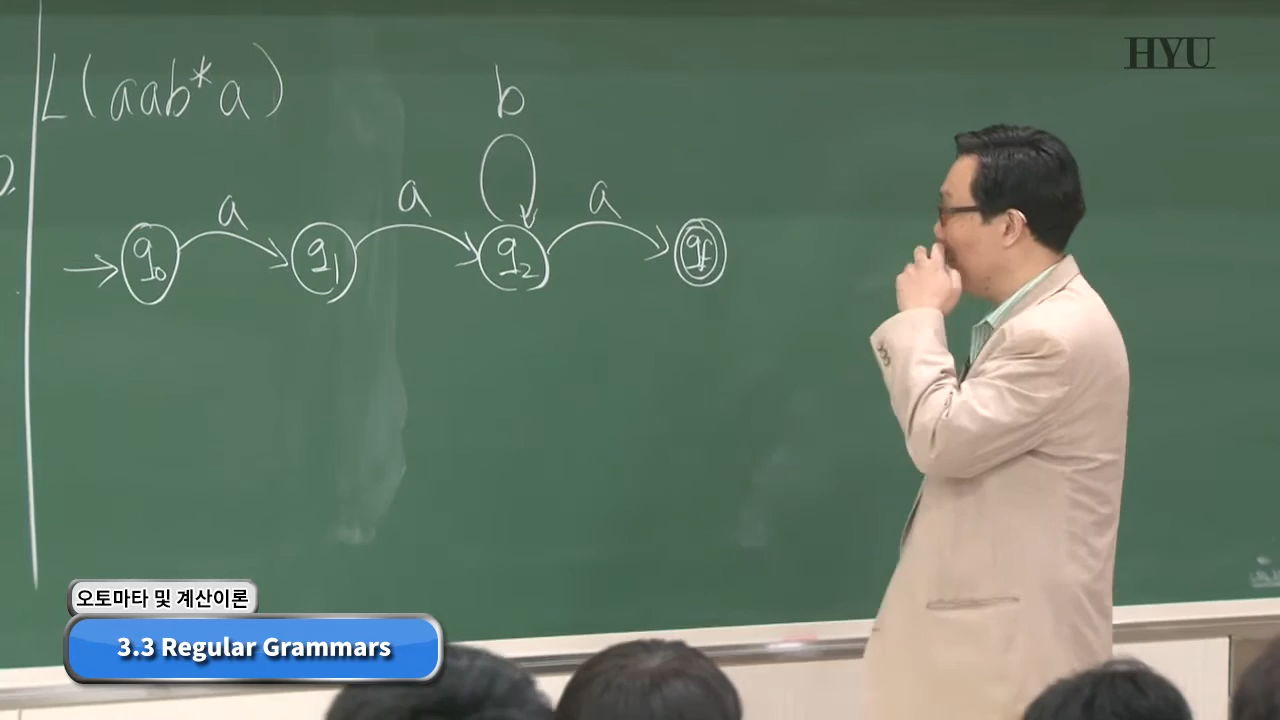 HYU
L(aab*a)
b
a a a
q₀ q₁ q₂ qf
오토마타 및 계산이론
3.3 Regular Grammars